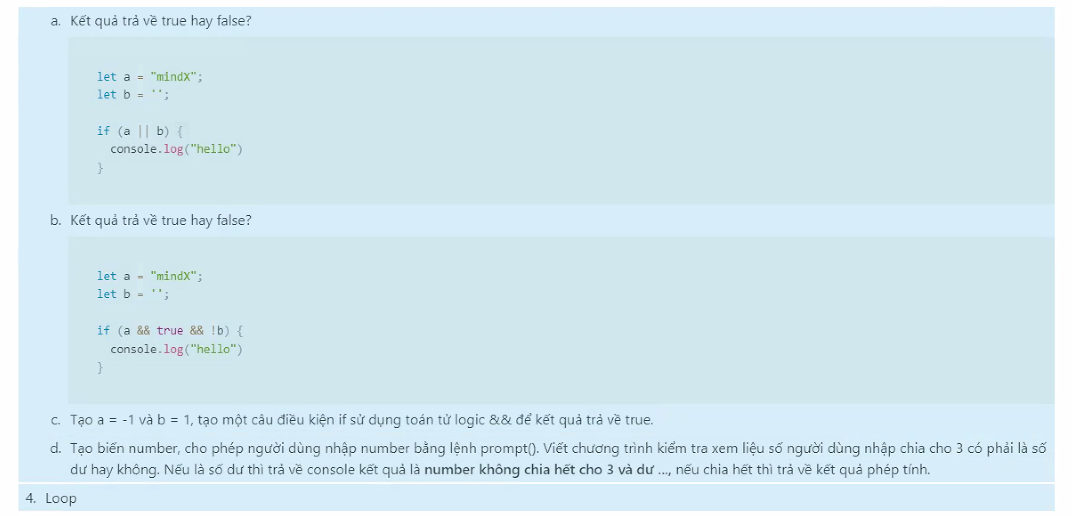 a. Kết quả trả về true hay false?
let a = "mindX";
let b = '';
if (a || b) {
console.log("hello")
}
b. Kết quả trả về true hay false?
let a = "mindX";
let b = '';
if (a && true && !b) {
console.log("hello")
}
c. Tạo a = -1 và b = 1, tạo một câu điều kiện if sử dụng toán tử logic && để kết quả trả về true.
d. Tạo biến number, cho phép người dùng nhập number bằng lệnh prompt(). Viết chương trình kiểm tra xem liệu số người dùng nhập chia cho 3 có phải là số
dư hay không. Nếu là số dư thì trả về console kết quả là number không chia hết cho 3 và dư ..., nếu chia hết thì trả về kết quả phép tính.
4. Loop